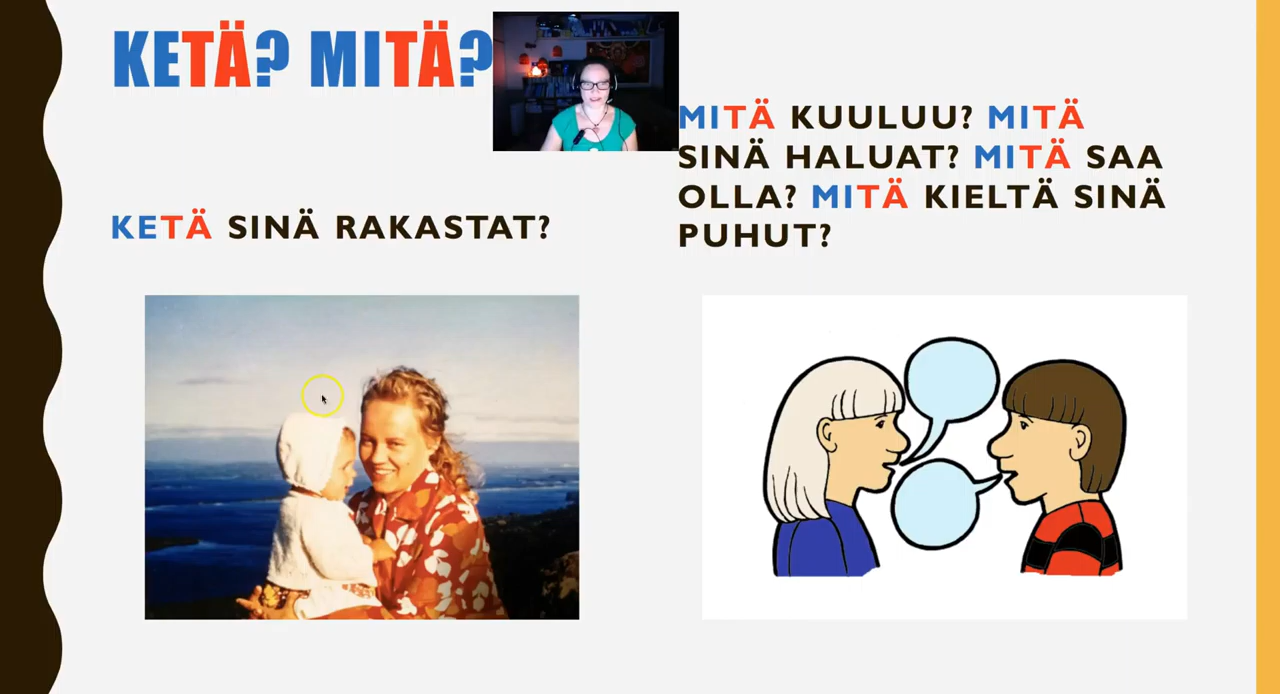 KETÄ? MITÄ?
KETÄ SINÄ RAKASTAT?
MITÄ KUULUU? MITÄ
SINÄ HALUAT? MITÄ SAA
OLLA? MITÄ KIELTÄ SINÄ
PUHUT?